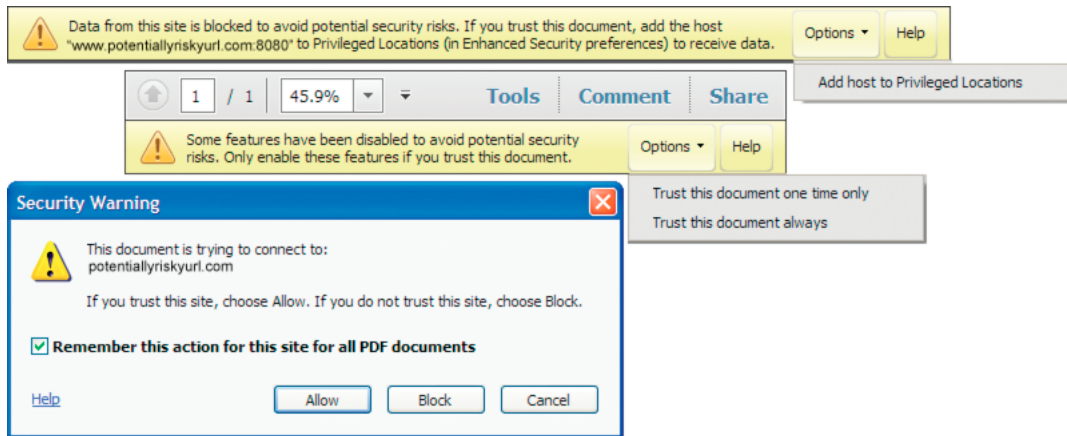 Data from this site is blocked to avoid potential security risks. If you trust this document, add the host
"www.potentiallyriskyurl.com:8080" to Privileged Locations (in Enhanced Security preferences) to receive data.
Options
Help
Add host to Privileged Locations
1 / 1
45.9%
Tools
Comment
Share
Some features have been disabled to avoid potential security
risks. Only enable these features if you trust this document.
Options
Help
Trust this document one time only
Trust this document always
Security Warning
This document is trying to connect to:
potentiallyriskyurl.com
If you trust this site, choose Allow. If you do not trust this site, choose Block.
Remember this action for this site for all PDF documents
Help
Allow
Block
Cancel